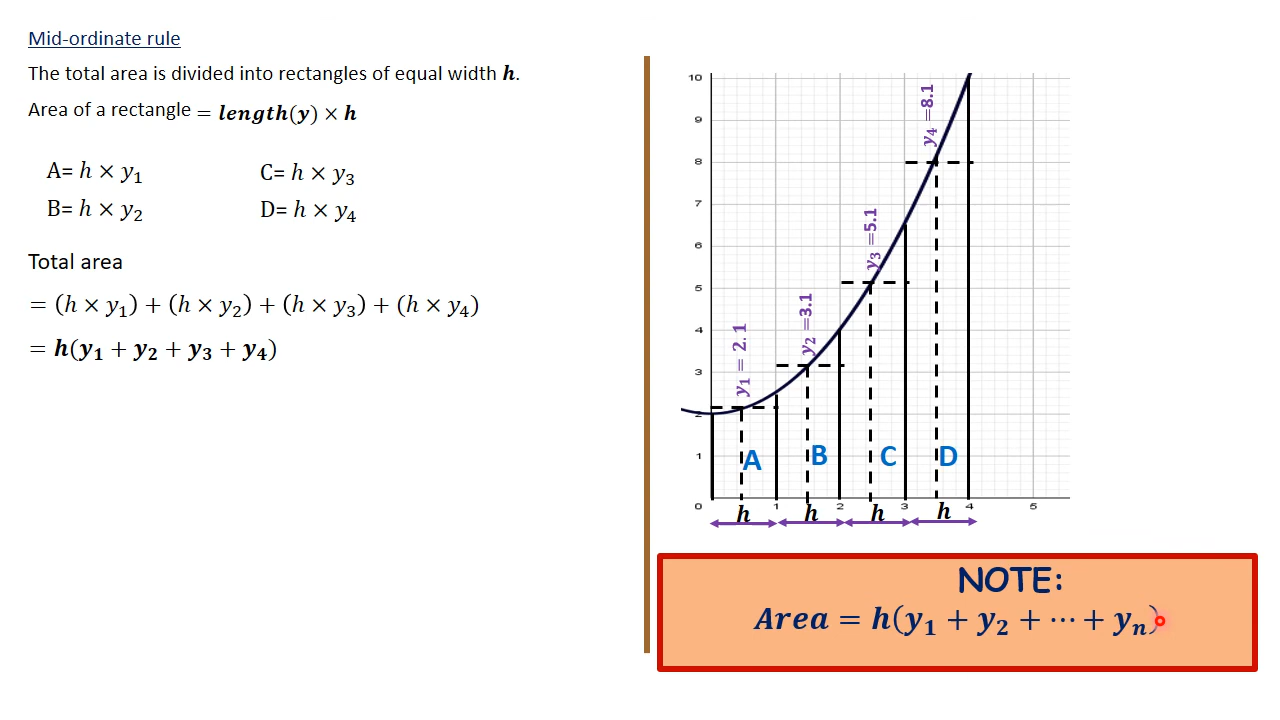 Mid-ordinate rule
The total area is divided into rectangles of equal width h.
Area of a rectangle = length(y) × h
A= h × y₁
C= h × y₃
B= h × y₂
D= h × y₄
Total area
= (h × y₁) + (h × y₂) + (h × y₃) + (h × y₄)
= h(y₁ + y₂ + y₃ + y₄)
10
9
8
7
6
5
4
3
2
1
0
y₁ = 2.1
y₂ =3.1
y₃ =5.1
y₄ =8.1
A B C D
1 2 3 4 5
h h h h
NOTE:
Area = h(y₁ + y₂ + ⋯ + yₙ)